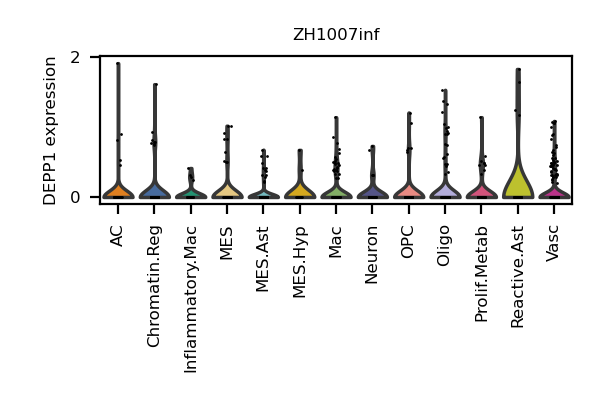 ZH1007inf
DEPP1 expression
2
0
AC
Chromatin.Reg
Inflammatory.Mac
MES
MES.Ast
MES.Hyp
Mac
Neuron
OPC
Oligo
Prolif.Metab
Reactive.Ast
Vasc